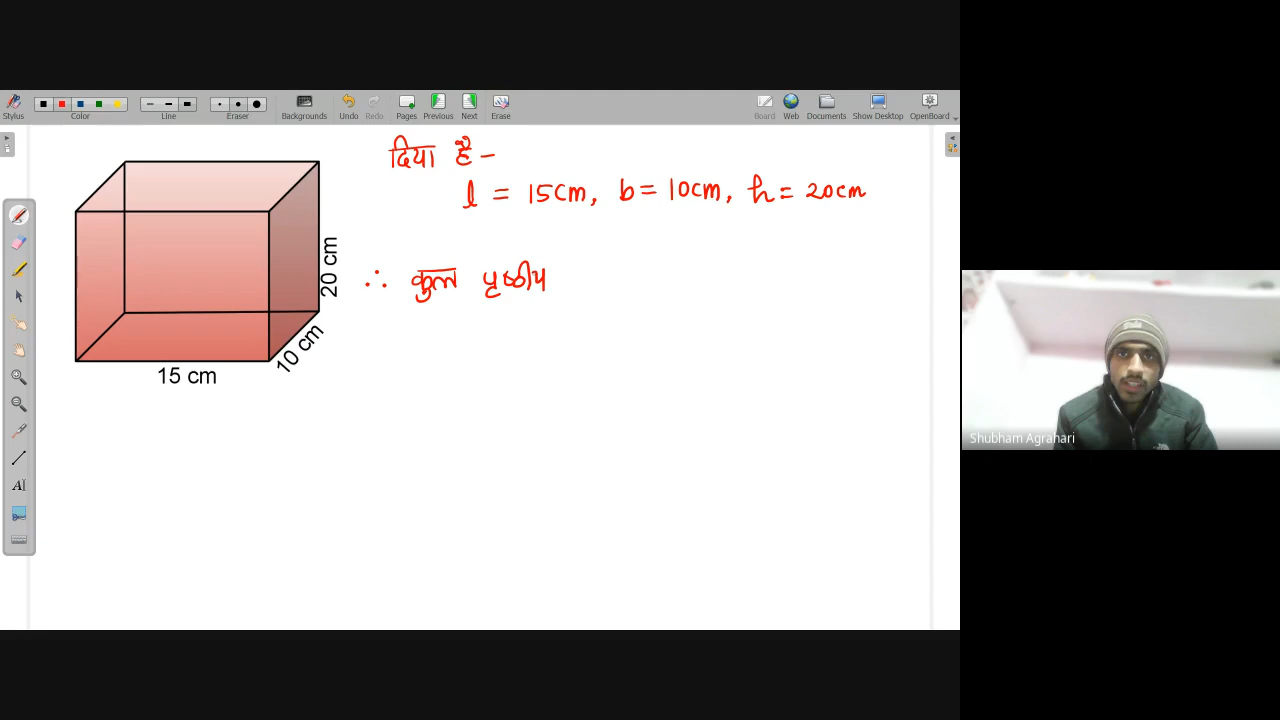 Stylus Color Line Eraser Backgrounds Undo Redo Pages Previous Next Erase Board Web Documents Show Desktop OpenBoard
दिया है -
l = 15cm, b = 10cm, h = 20cm
∴ कुल पृष्ठीय
20 cm
10 cm
15 cm
Shubham Agrahari